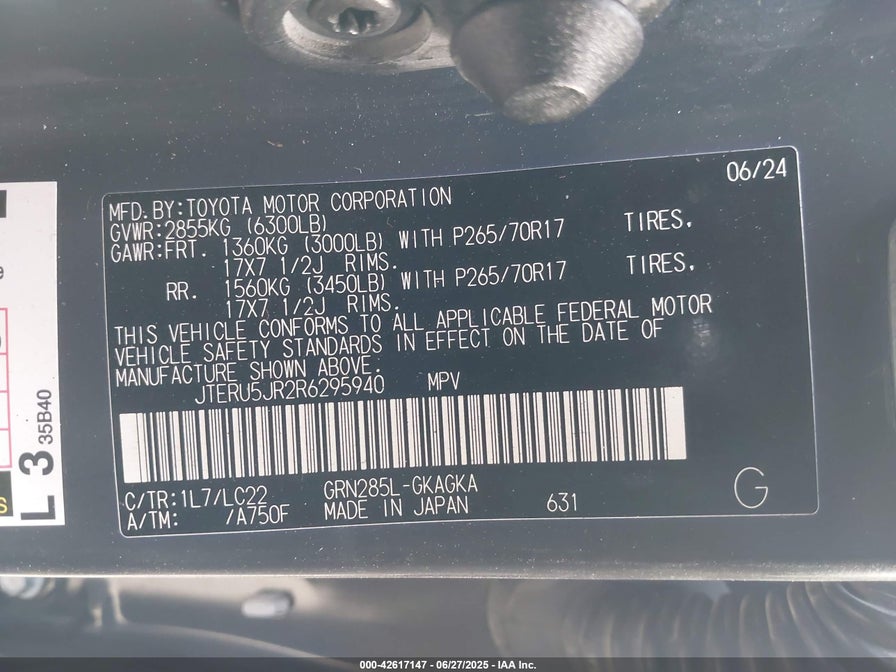 06/24
MFD.BY:TOYOTA MOTOR CORPORATION
GVWR:2855KG (6300LB)
GAWR:FRT. 1360KG (3000LB) WITH P265/70R17 TIRES.
17X7 1/2J RIMS.
RR. 1560KG (3450LB) WITH P265/70R17 TIRES.
17X7 1/2J RIMS.
THIS VEHICLE CONFORMS TO ALL APPLICABLE FEDERAL MOTOR
VEHICLE SAFETY STANDARDS IN EFFECT ON THE DATE OF
MANUFACTURE SHOWN ABOVE.
JTERU5JR2R6295940 MPV
C/TR:1L7/LC22 GRN285L-GKAGKA
A/TM: /A750F MADE IN JAPAN 631
G
L 3 35B40
000-42617147 - 06/27/2025 - IAA Inc.